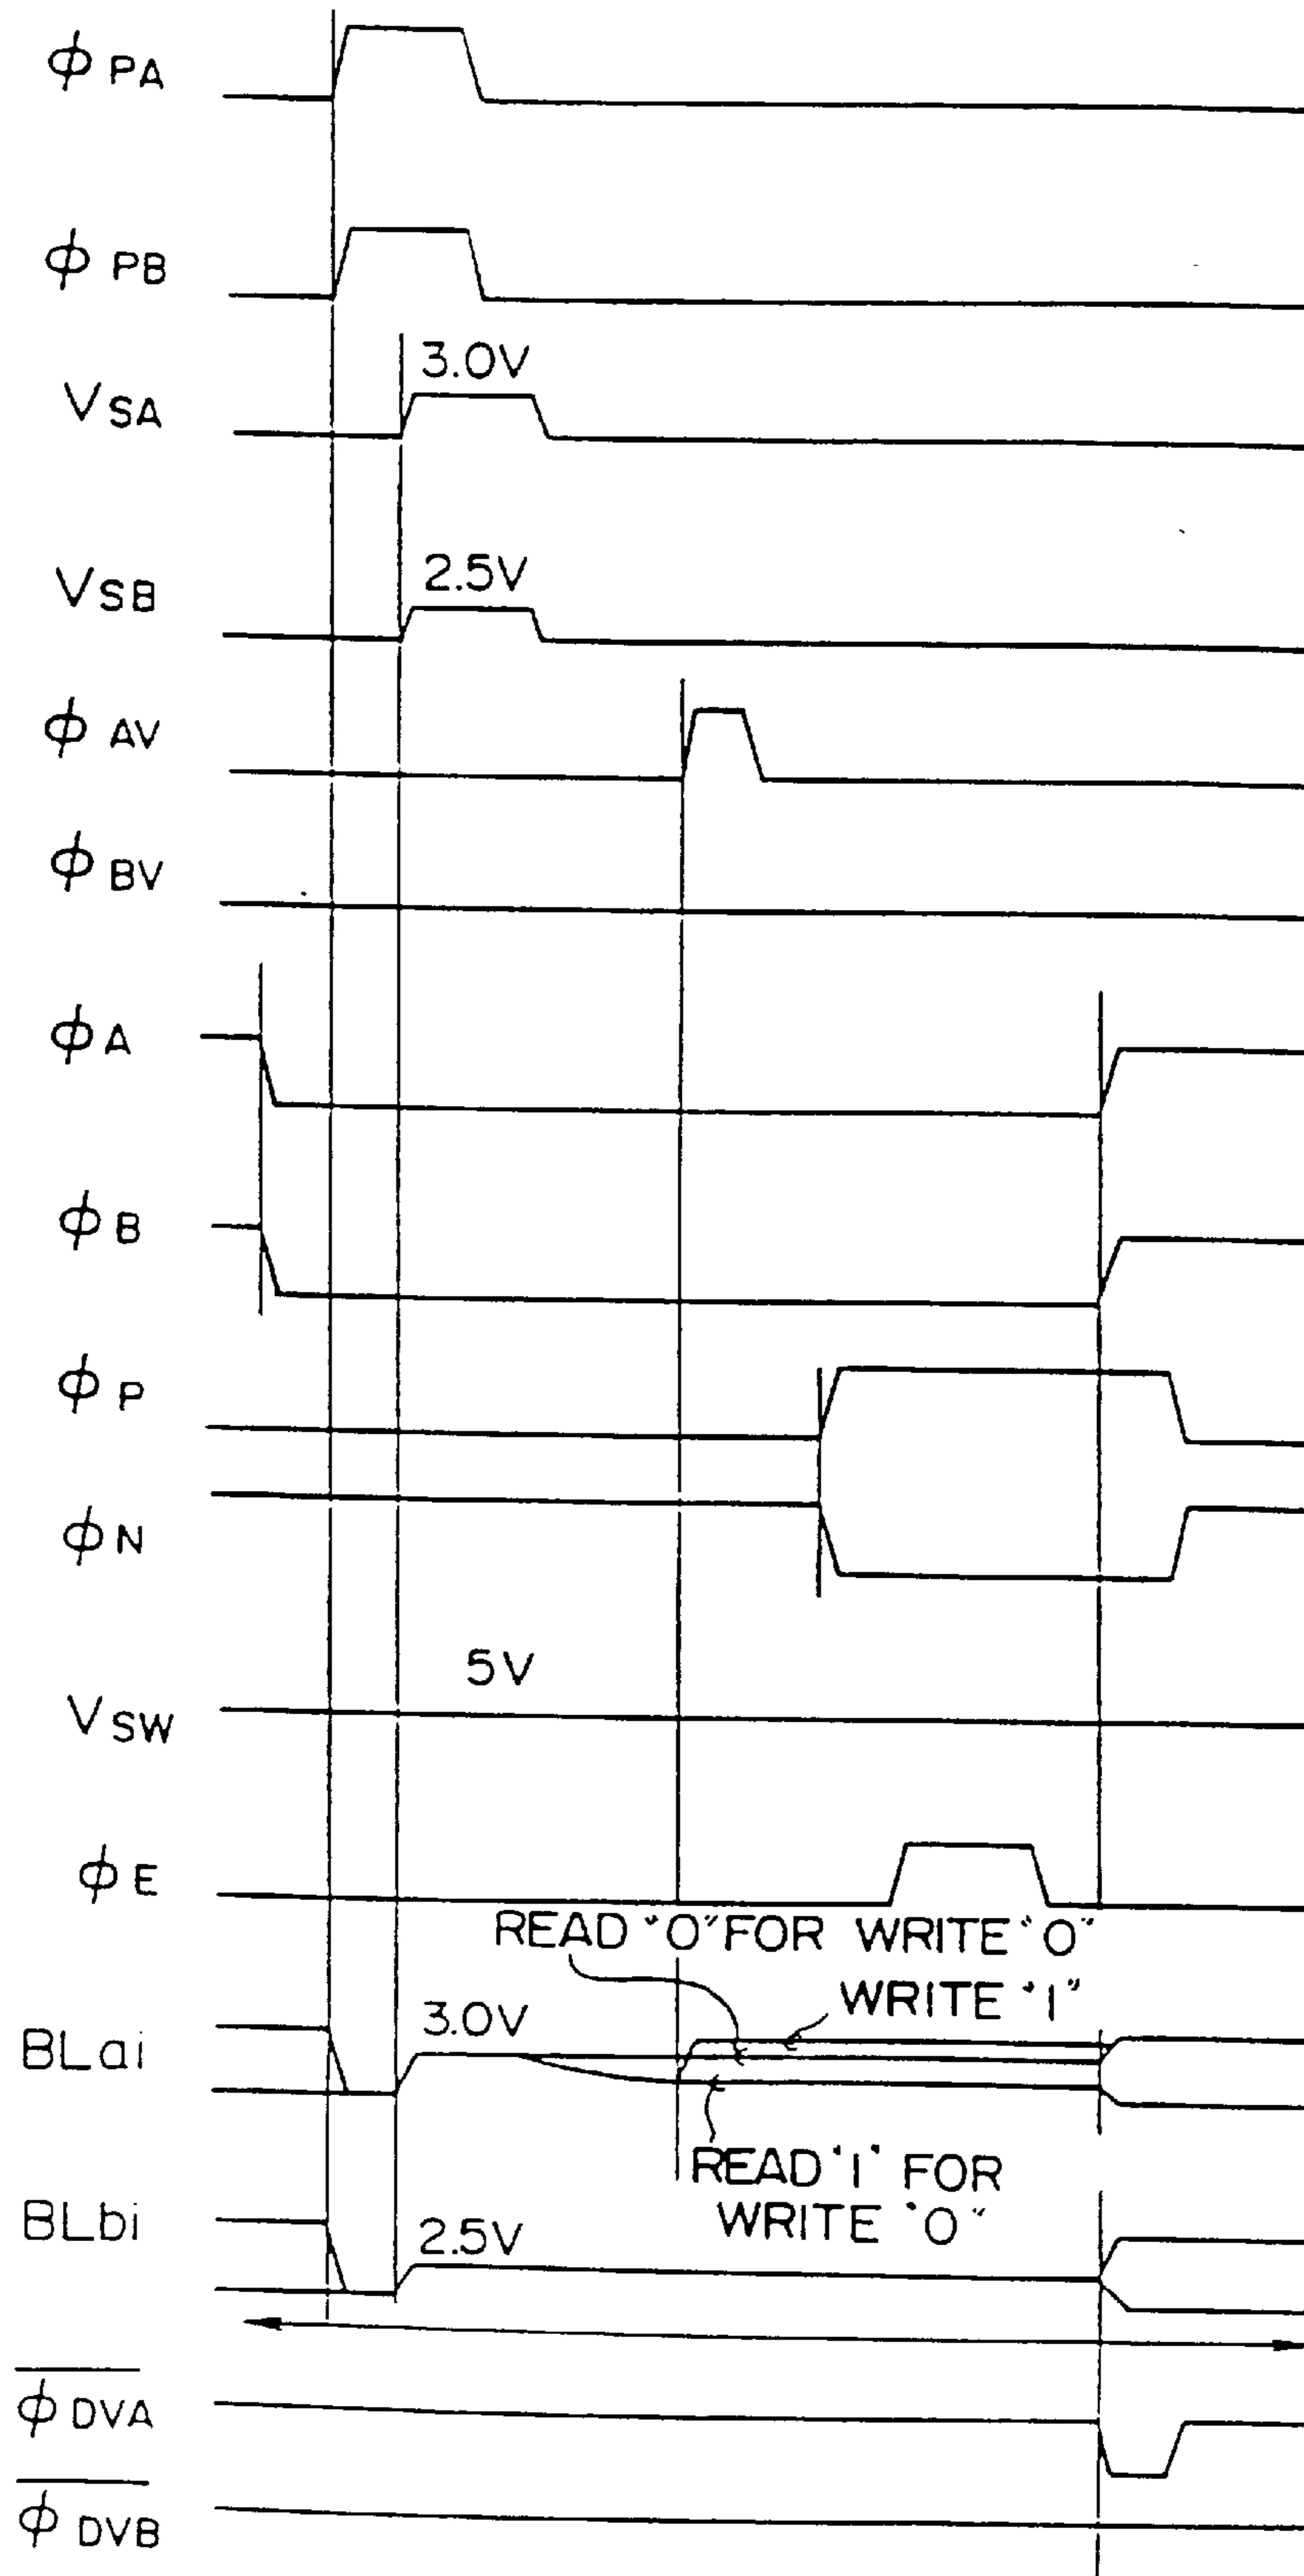 ϕPA
ϕPB
3.0V
VSA
2.5V
VSB
ϕAV
ϕBV
ϕA
ϕB
ϕP
ϕN
5V
VSW
ϕE
READ "0" FOR WRITE "0"
WRITE "1"
3.0V
BLai
READ "1" FOR
WRITE "0"
2.5V
BLbi
ϕDVA
ϕDVB